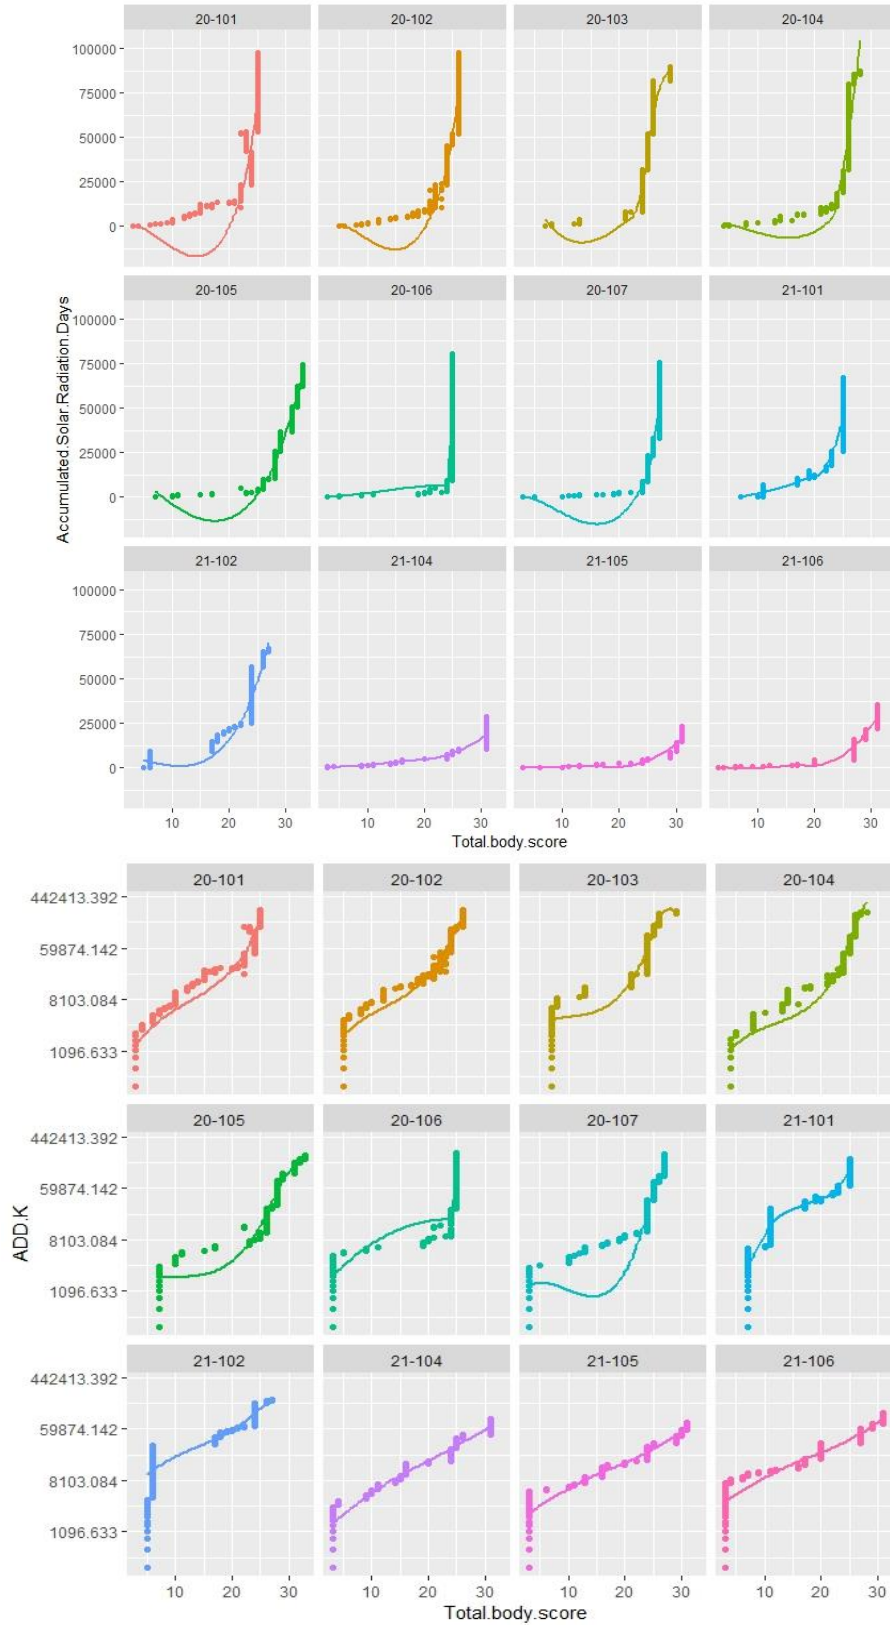 20-101 20-102 20-103 20-104
100000
75000
50000
25000
0
20-105 20-106 20-107 21-101
Accumulated.Solar.Radiation.Days
100000
75000
50000
25000
0
21-102 21-104 21-105 21-106
100000
75000
50000
25000
0
10 20 30 10 20 30 10 20 30 10 20 30
Total.body.score
20-101 20-102 20-103 20-104
442413.392
59874.142
8103.084
1096.633
20-105 20-106 20-107 21-101
ADD.K
442413.392
59874.142
8103.084
1096.633
21-102 21-104 21-105 21-106
442413.392
59874.142
8103.084
1096.633
10 20 30 10 20 30 10 20 30 10 20 30
Total.body.score